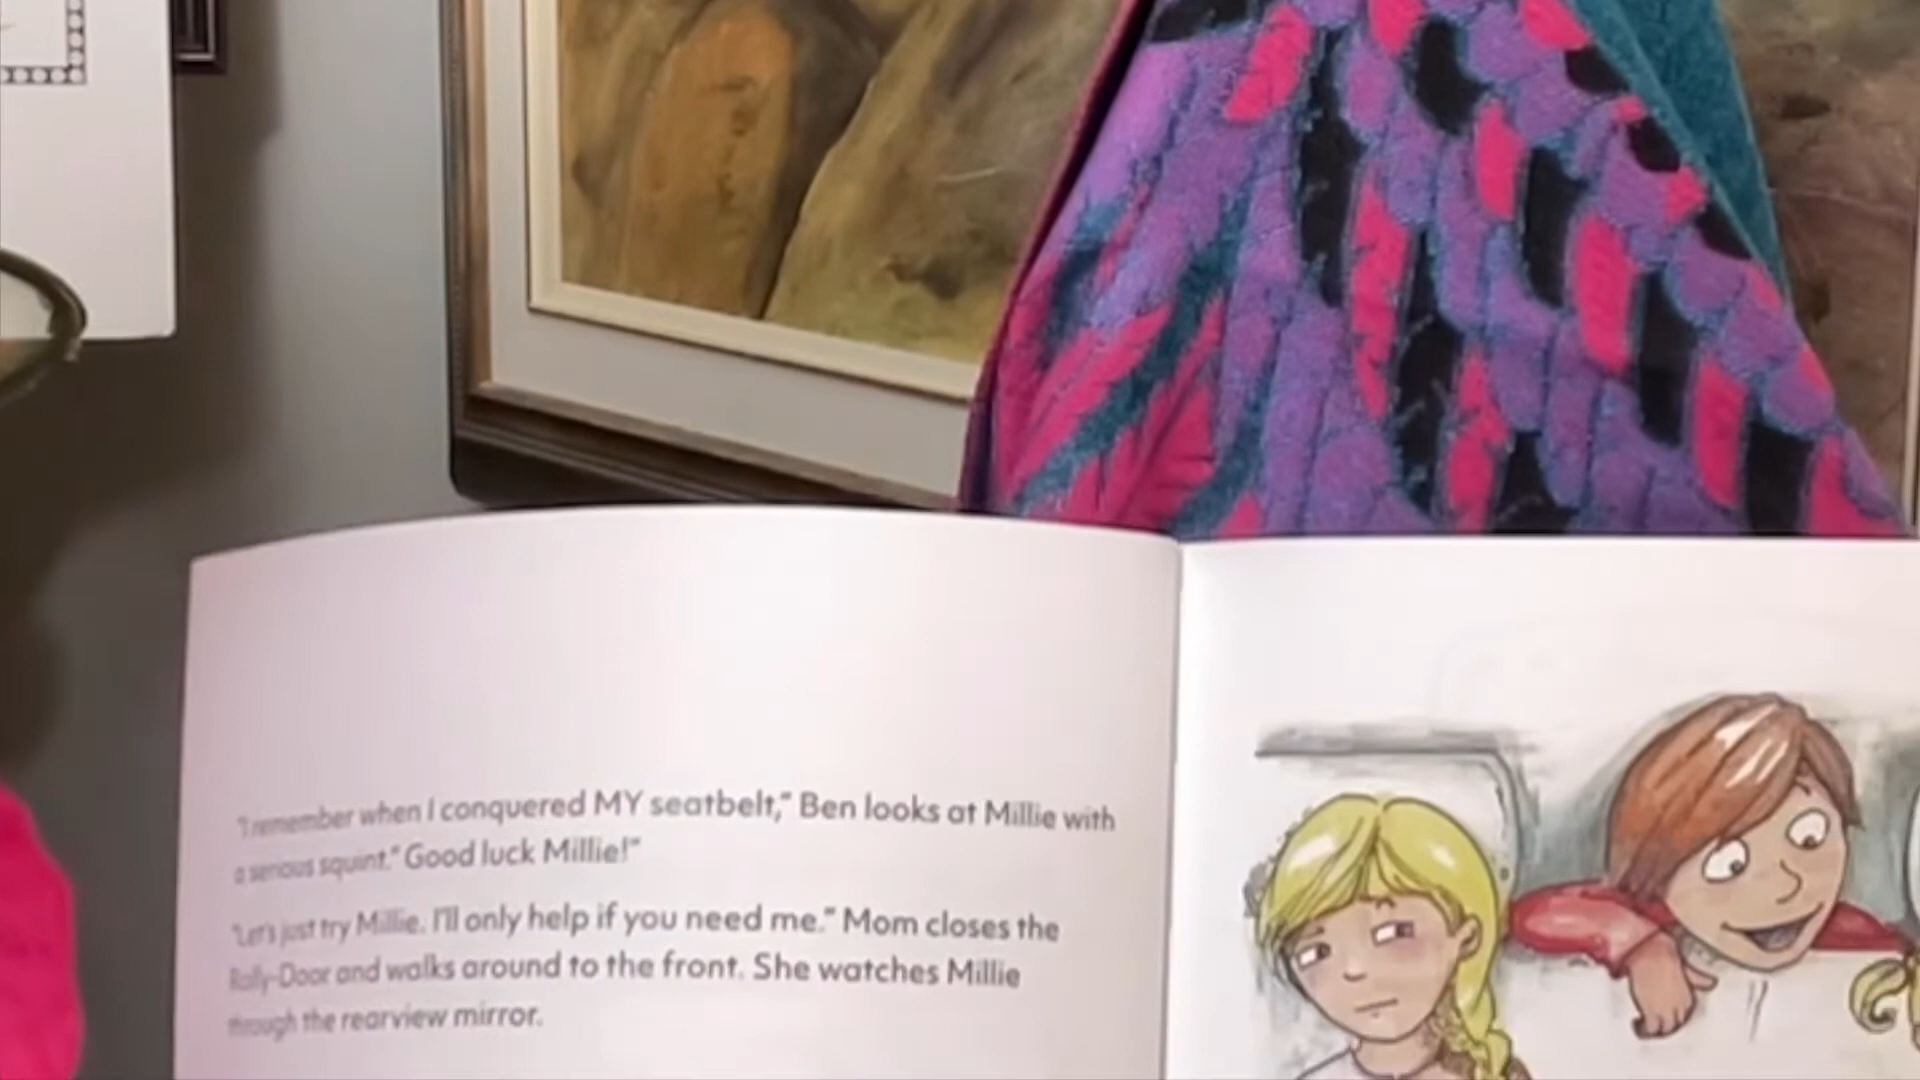 "I remember when I conquered MY seatbelt," Ben looks at Millie with
a serious squint." Good luck Millie!"
"Let's just try Millie. I'll only help if you need me." Mom closes the
Rolly-Door and walks around to the front. She watches Millie
through the rearview mirror.